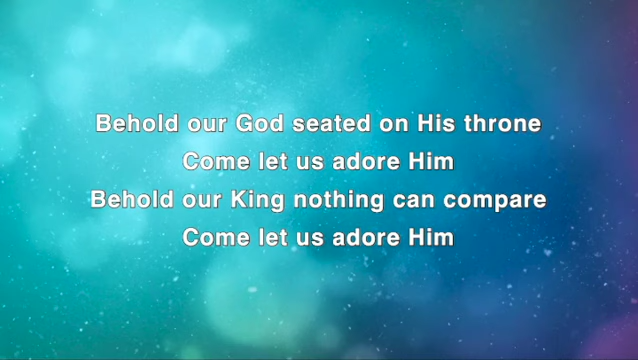 Behold our God seated on His throne
Come let us adore Him
Behold our King nothing can compare
Come let us adore Him